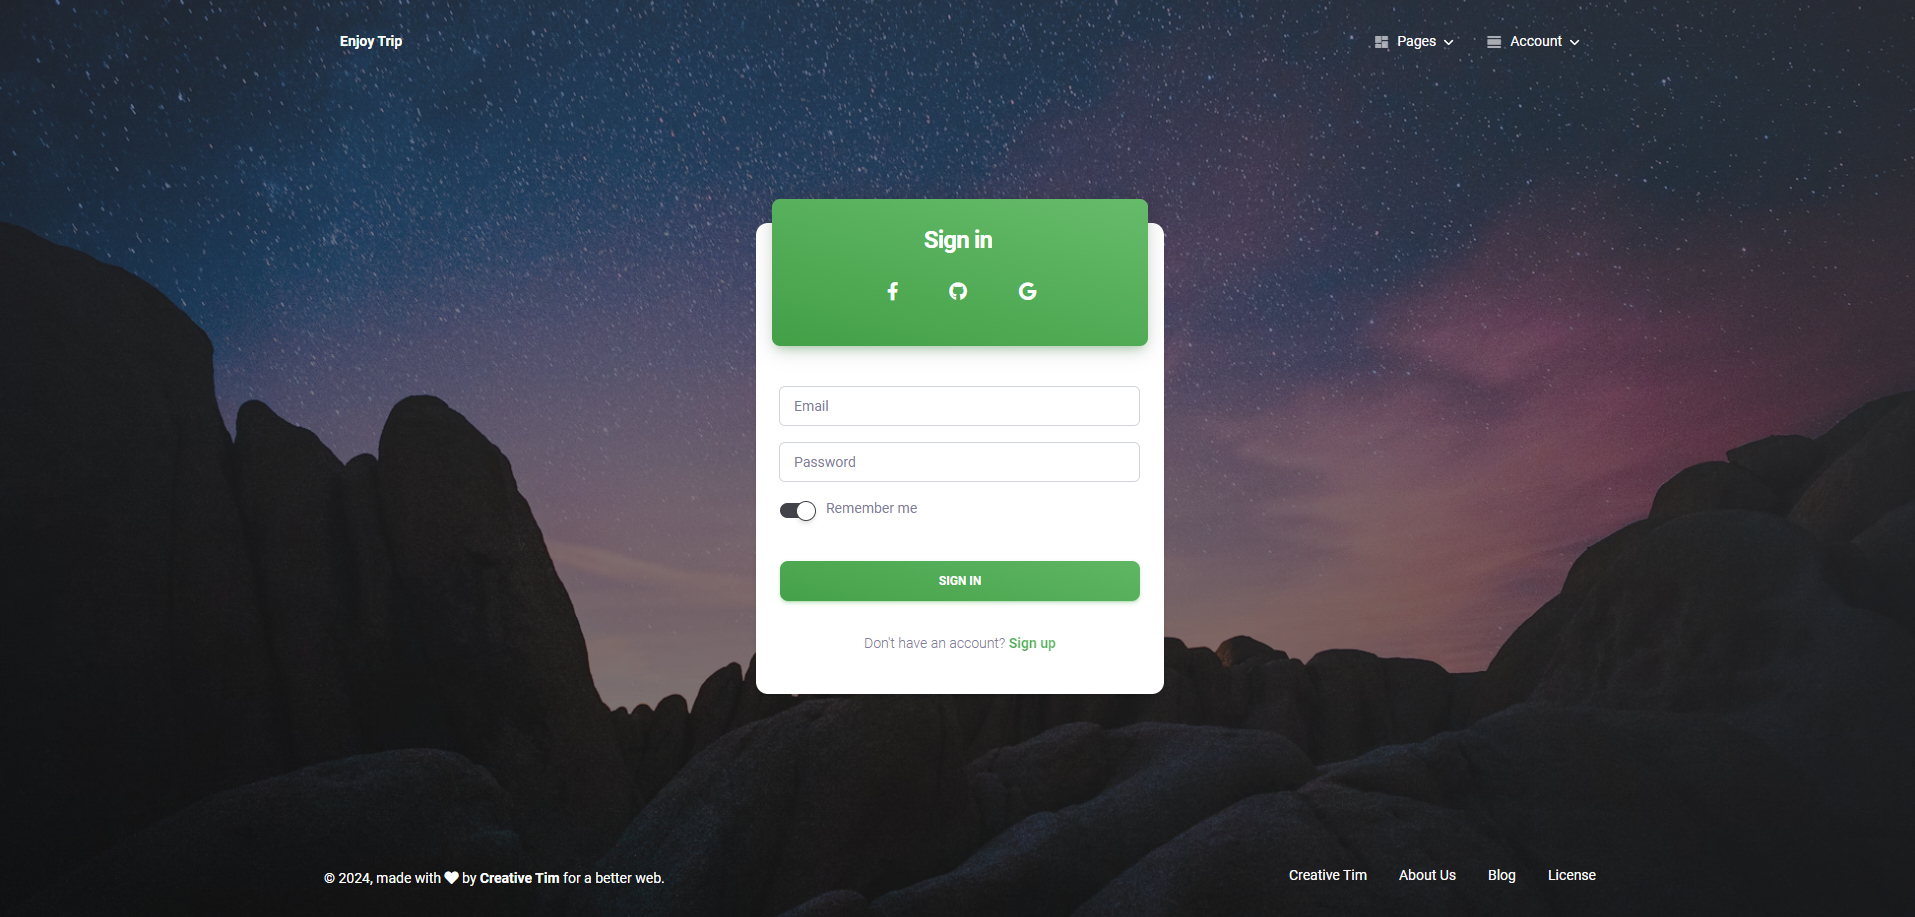 Enjoy Trip
Pages
Account
Sign in
Email
Password
Remember me
SIGN IN
Don't have an account? Sign up
© 2024, made with by Creative Tim for a better web.
Creative Tim
About Us
Blog
License